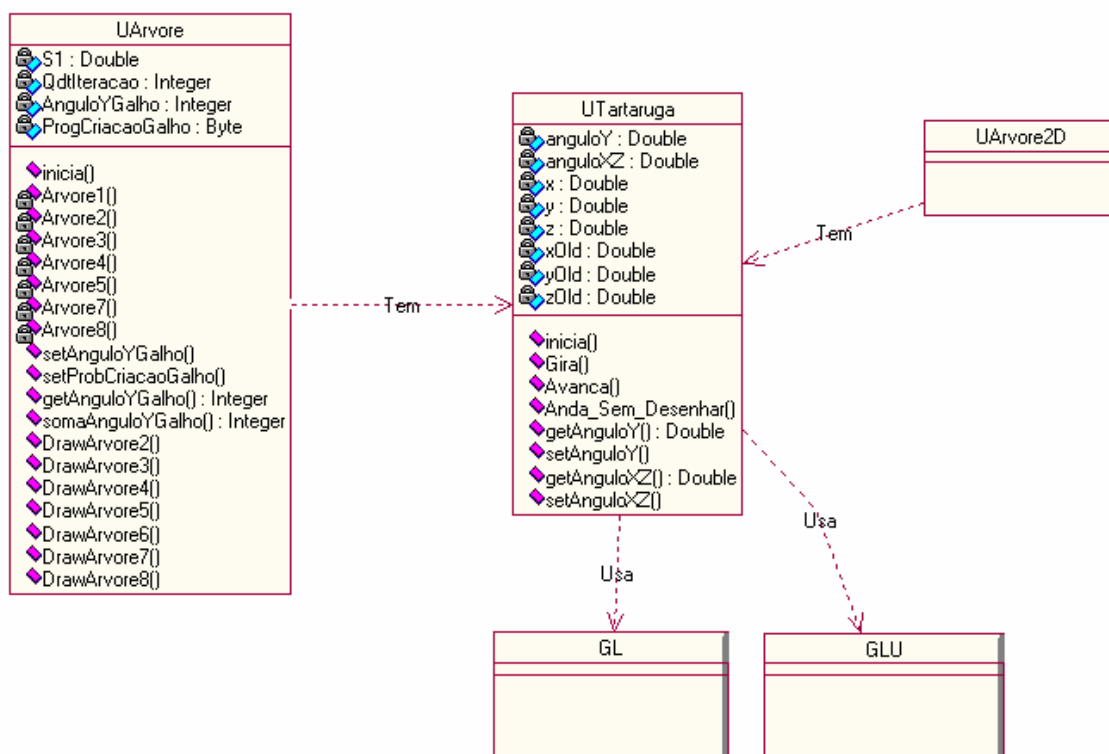 UArvore
S1 : Double
QdtIteracao : Integer
AnguloYGalho : Integer
ProgCriacaoGalho : Byte
inicia()
Arvore1()
Arvore2()
Arvore3()
Arvore4()
Arvore5()
Arvore7()
Arvore8()
setAnguloYGalho()
setProbCriacaoGalho()
getAnguloYGalho() : Integer
somaAnguloYGalho() : Integer
DrawArvore2()
DrawArvore3()
DrawArvore4()
DrawArvore5()
DrawArvore6()
DrawArvore7()
DrawArvore8()
Tem
UTartaruga
anguloY : Double
anguloXZ : Double
x : Double
y : Double
z : Double
xOld : Double
yOld : Double
zOld : Double
inicia()
Gira()
Avanca()
Anda_Sem_Desenhar()
getAnguloY() : Double
setAnguloY()
getAnguloXZ() : Double
setAnguloXZ()
UArvore2D
Tem
Usa
Usa
GL
GLU